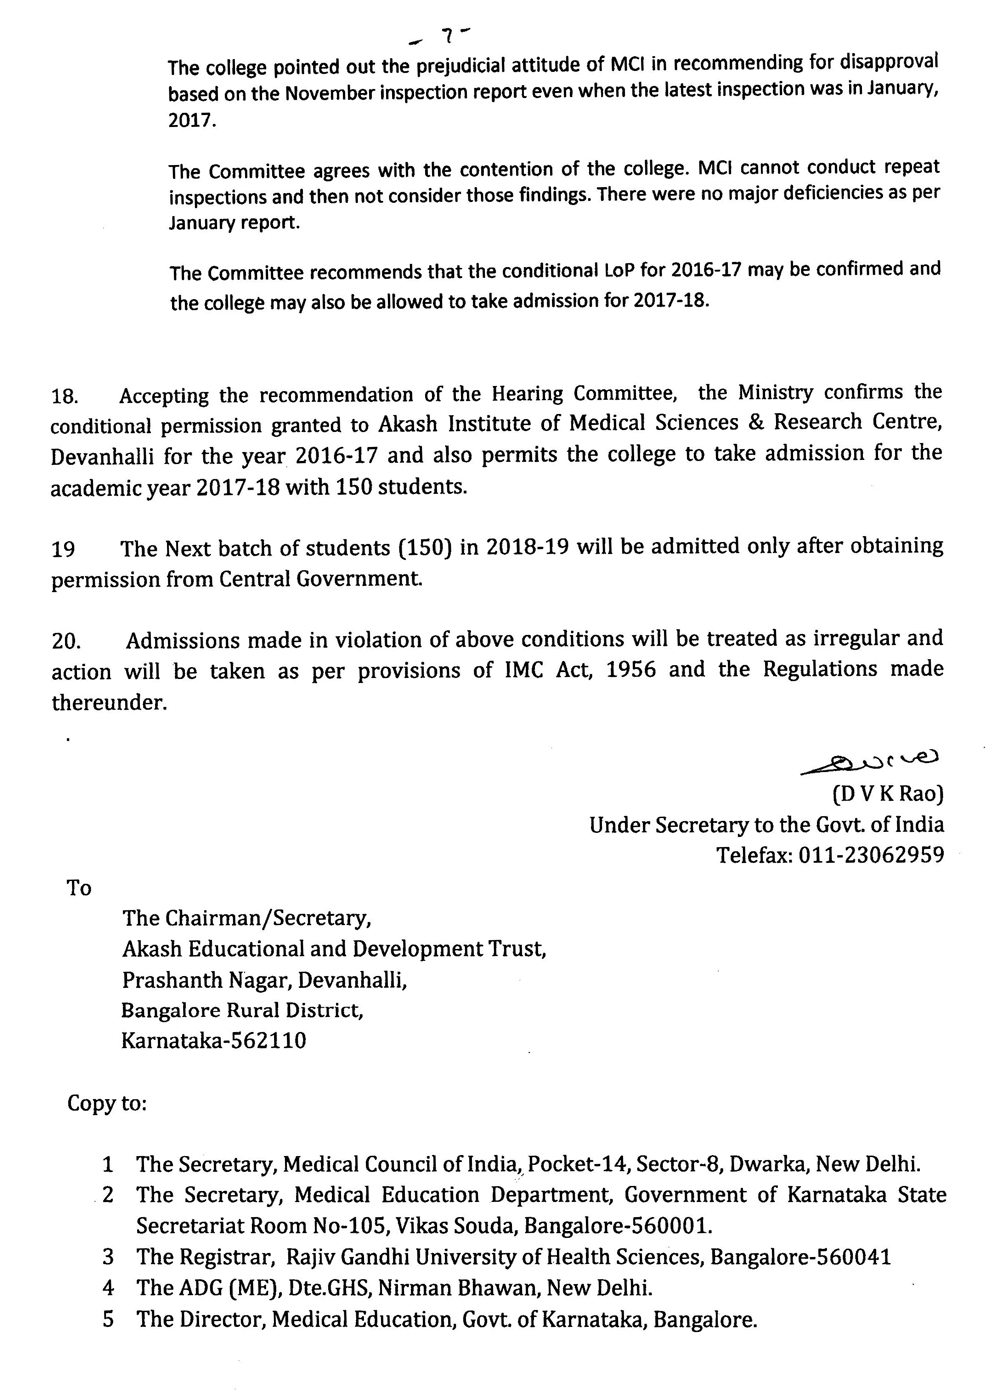 - 7 -
The college pointed out the prejudicial attitude of MCI in recommending for disapproval
based on the November inspection report even when the latest inspection was in January,
2017.
The Committee agrees with the contention of the college. MCI cannot conduct repeat
inspections and then not consider those findings. There were no major deficiencies as per
January report.
The Committee recommends that the conditional LoP for 2016-17 may be confirmed and
the college may also be allowed to take admission for 2017-18.
18. Accepting the recommendation of the Hearing Committee, the Ministry confirms the
conditional permission granted to Akash Institute of Medical Sciences & Research Centre,
Devanhalli for the year 2016-17 and also permits the college to take admission for the
academic year 2017-18 with 150 students.
19 The Next batch of students (150) in 2018-19 will be admitted only after obtaining
permission from Central Government.
20. Admissions made in violation of above conditions will be treated as irregular and
action will be taken as per provisions of IMC Act, 1956 and the Regulations made
thereunder.
(D V K Rao)
Under Secretary to the Govt. of India
Telefax: 011-23062959
To
The Chairman/Secretary,
Akash Educational and Development Trust,
Prashanth Nagar, Devanhalli,
Bangalore Rural District,
Karnataka-562110
Copy to:
1 The Secretary, Medical Council of India, Pocket-14, Sector-8, Dwarka, New Delhi.
2 The Secretary, Medical Education Department, Government of Karnataka State
Secretariat Room No-105, Vikas Souda, Bangalore-560001.
3 The Registrar, Rajiv Gandhi University of Health Sciences, Bangalore-560041
4 The ADG (ME), Dte.GHS, Nirman Bhawan, New Delhi.
5 The Director, Medical Education, Govt. of Karnataka, Bangalore.